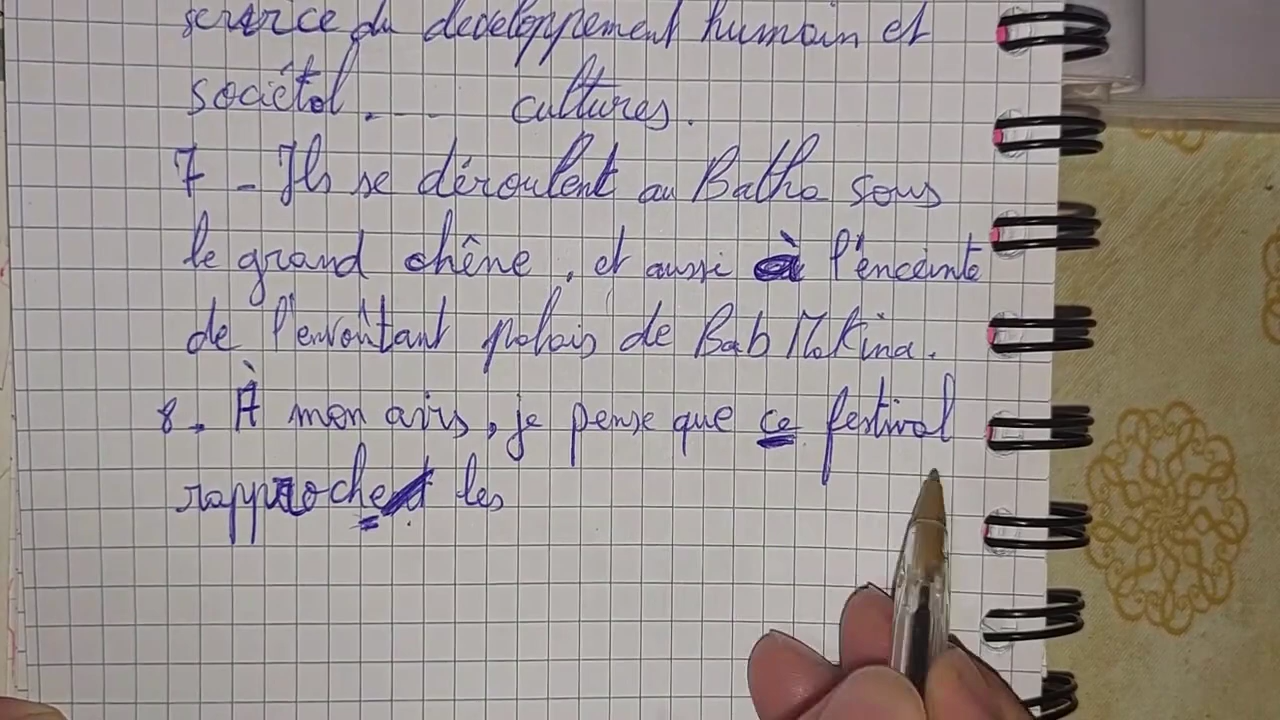 service du developpement humain et
sociétal. ... cultures.
7 - Ils se déroulent au Batha sous
le grand chêne, et aussi à l'enceinte
de l'envoûtant palais de Bab Makina.
8. À mon avis, je pense que ce festival
rapproche les